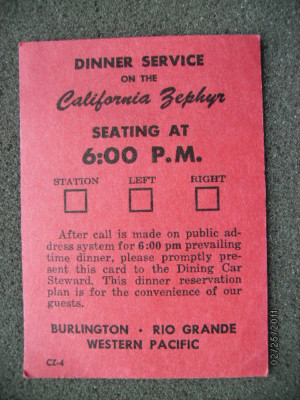 DINNER SERVICE
ON THE
California Zephyr
SEATING AT
6:00 P.M.
STATION LEFT RIGHT
After call is made on public ad-
dress system for 6:00 pm prevailing
time dinner, please promptly pre-
sent this card to the Dining Car
Steward. This dinner reservation
plan is for the convenience of our
guests.
BURLINGTON • RIO GRANDE
WESTERN PACIFIC
CZ-4
02/25/2011